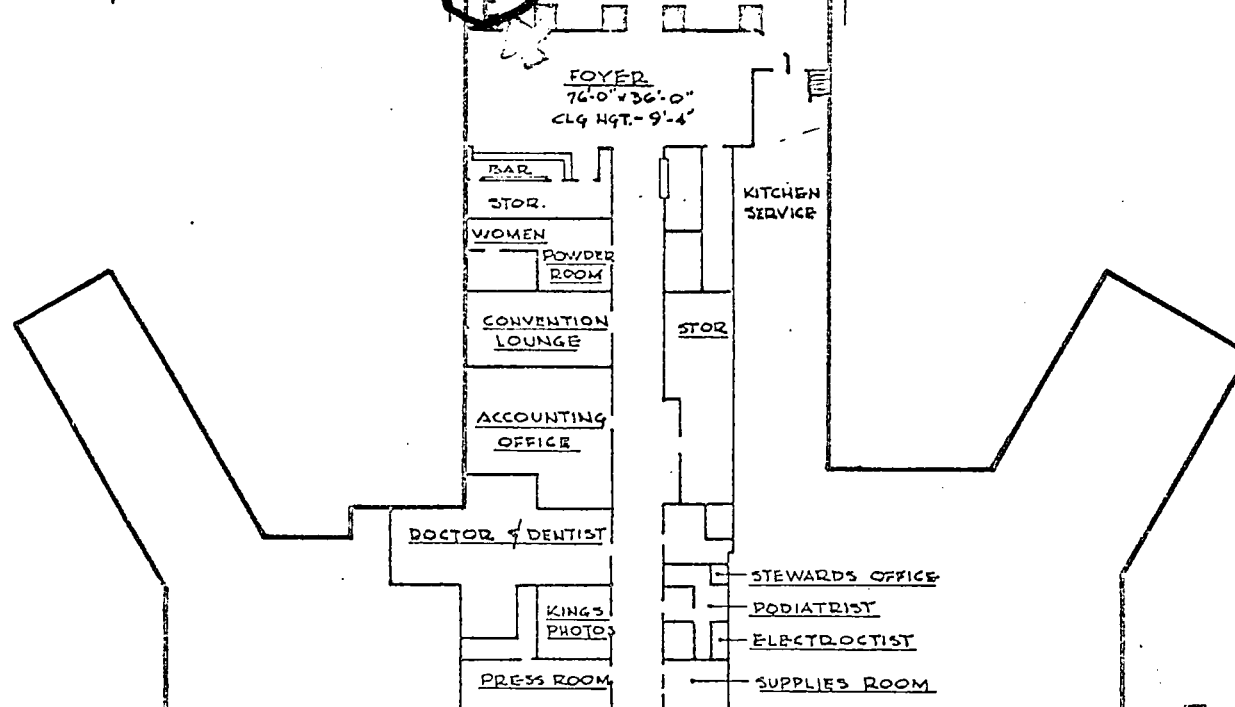 FOYER
76'-0" x 36'-0"
CLG HGT.- 9'-4"
BAR
STOR.
KITCHEN
SERVICE
WOMEN
POWDER
ROOM
CONVENTION
LOUNGE
STOR
ACCOUNTING
OFFICE
DOCTOR & DENTIST
STEWARDS OFFICE
KINGS
PHOTOS
PODIATRIST
ELECTROCTIST
PRESS ROOM
SUPPLIES ROOM